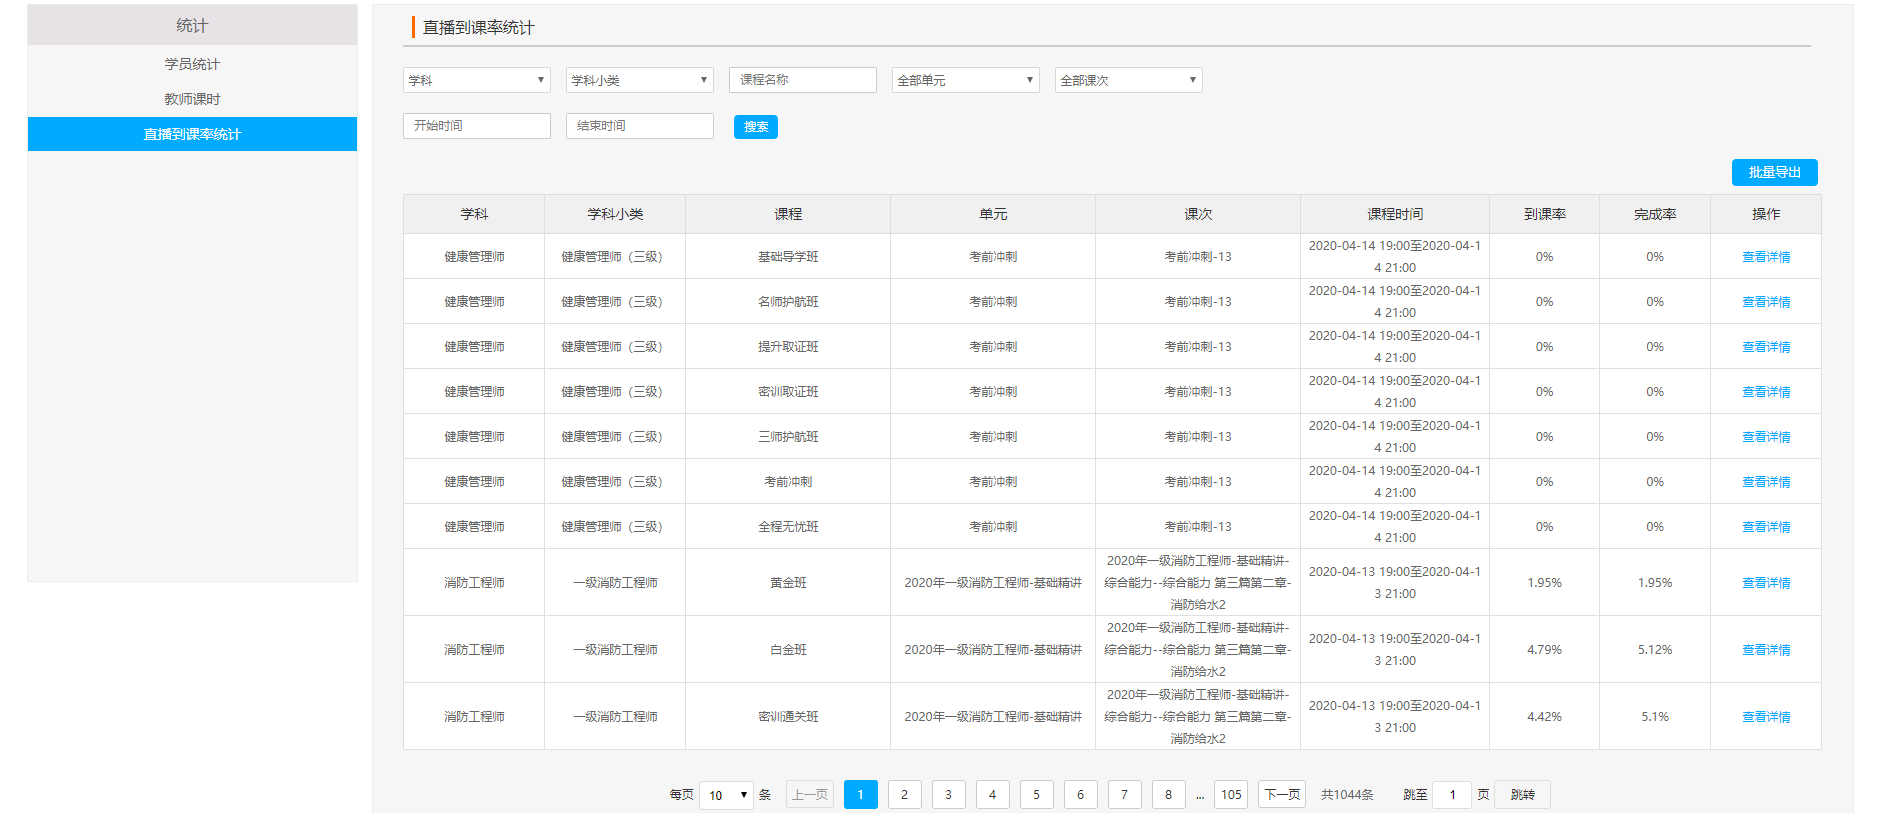 统计
学员统计
教师课时
直播到课率统计
直播到课率统计
学科 学科小类 课程名称 全部单元 全部课次
开始时间 结束时间 搜索
批量导出
学科 学科小类 课程 单元 课次 课程时间 到课率 完成率 操作
健康管理师 健康管理师（三级） 基础导学班 考前冲刺 考前冲刺-13 2020-04-14 19:00至2020-04-1
4 21:00 0% 0% 查看详情
健康管理师 健康管理师（三级） 名师护航班 考前冲刺 考前冲刺-13 2020-04-14 19:00至2020-04-1
4 21:00 0% 0% 查看详情
健康管理师 健康管理师（三级） 提升取证班 考前冲刺 考前冲刺-13 2020-04-14 19:00至2020-04-1
4 21:00 0% 0% 查看详情
健康管理师 健康管理师（三级） 密训取证班 考前冲刺 考前冲刺-13 2020-04-14 19:00至2020-04-1
4 21:00 0% 0% 查看详情
健康管理师 健康管理师（三级） 三师护航班 考前冲刺 考前冲刺-13 2020-04-14 19:00至2020-04-1
4 21:00 0% 0% 查看详情
健康管理师 健康管理师（三级） 考前冲刺 考前冲刺 考前冲刺-13 2020-04-14 19:00至2020-04-1
4 21:00 0% 0% 查看详情
健康管理师 健康管理师（三级） 全程无忧班 考前冲刺 考前冲刺-13 2020-04-14 19:00至2020-04-1
4 21:00 0% 0% 查看详情
消防工程师 一级消防工程师 黄金班 2020年一级消防工程师-基础精讲 2020年一级消防工程师-基础精讲-
综合能力--综合能力 第三篇第二章-
消防给水2 2020-04-13 19:00至2020-04-1
3 21:00 1.95% 1.95% 查看详情
消防工程师 一级消防工程师 白金班 2020年一级消防工程师-基础精讲 2020年一级消防工程师-基础精讲-
综合能力--综合能力 第三篇第二章-
消防给水2 2020-04-13 19:00至2020-04-1
3 21:00 4.79% 5.12% 查看详情
消防工程师 一级消防工程师 密训通关班 2020年一级消防工程师-基础精讲 2020年一级消防工程师-基础精讲-
综合能力--综合能力 第三篇第二章-
消防给水2 2020-04-13 19:00至2020-04-1
3 21:00 4.42% 5.1% 查看详情
每页 10 条 上一页 1 2 3 4 5 6 7 8 ... 105 下一页 共1044条 跳至 1 页 跳转